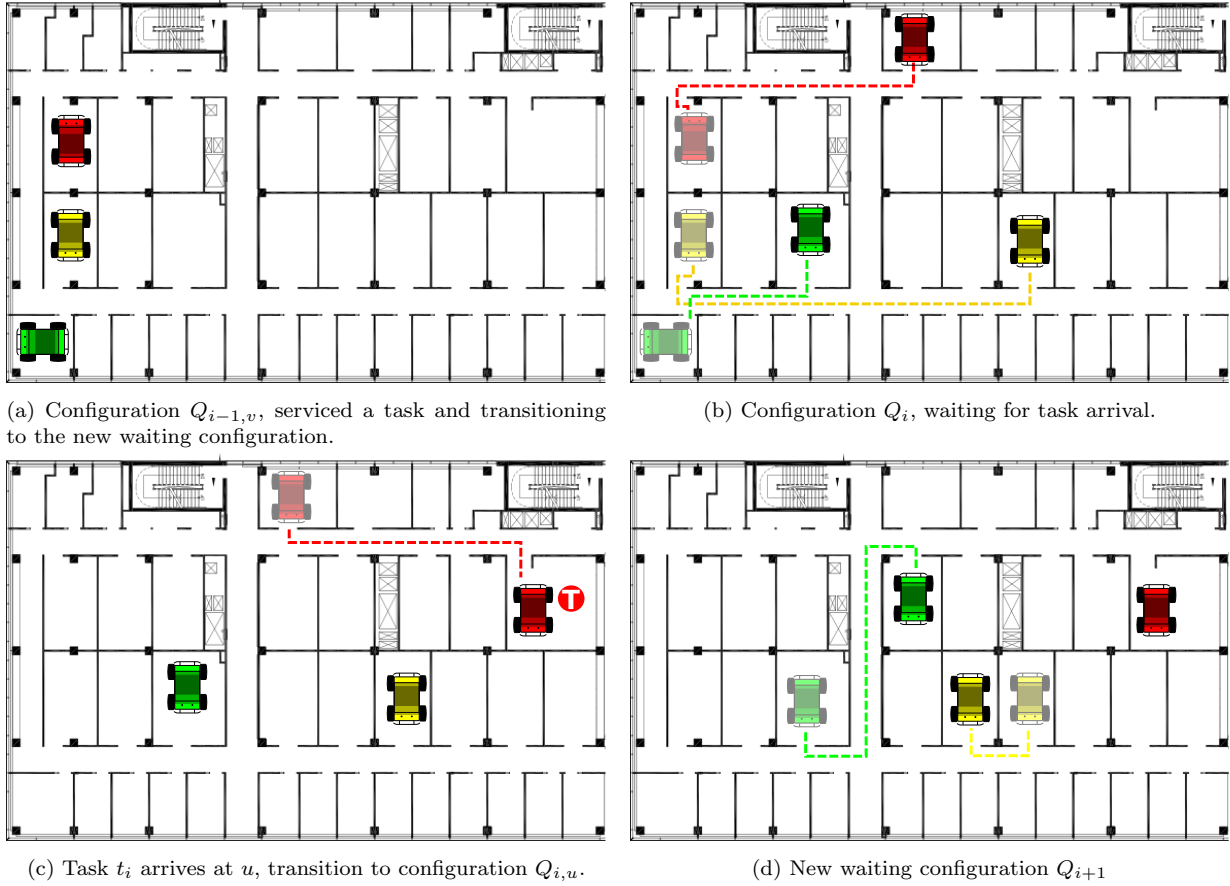 (a) Configuration $Q_{i-1,v}$, serviced a task and transitioning
to the new waiting configuration.
(b) Configuration $Q_i$, waiting for task arrival.
T
(c) Task $t_i$ arrives at $u$, transition to configuration $Q_{i,u}$.
(d) New waiting configuration $Q_{i+1}$